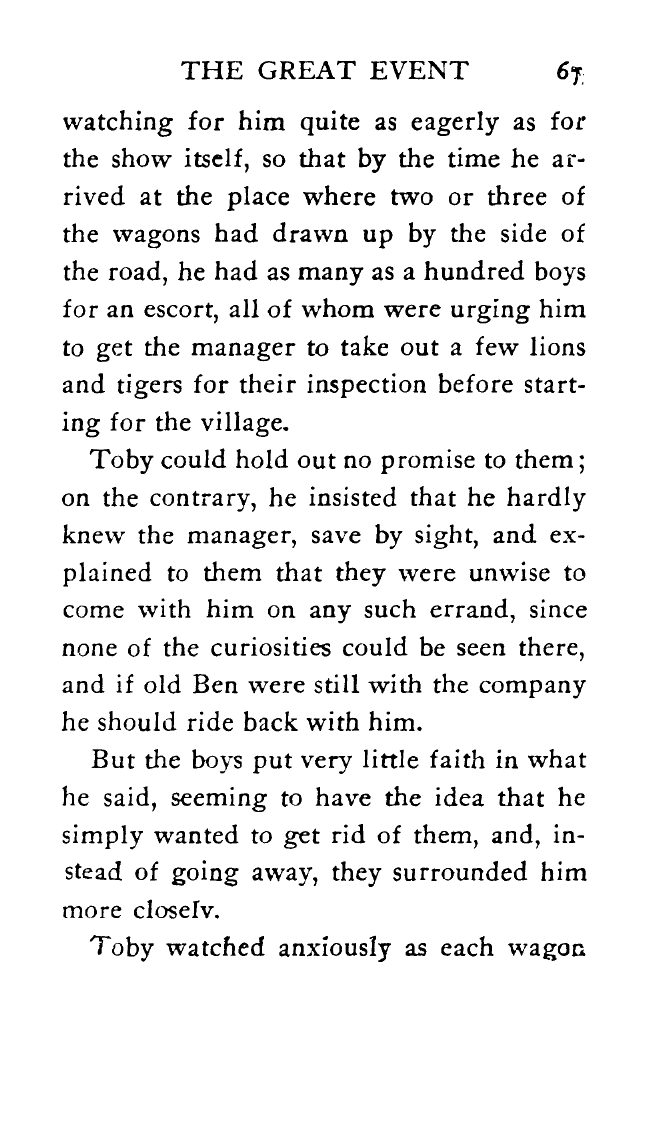 THE GREAT EVENT
watching for him quite as eagerly as for
the show itself, so that by the time he ar-
rived at the place where two or three of
the wagons had drawn up by the side of
the road, he had as many as a hundred boys
for an escort, all of whom were urging him
to get the manager to take out a few lions
and tigers for their inspection before start-
ing for the village.
Toby could hold out no promise to them;
on the contrary, he insisted that he hardly
knew the manager, save by sight, and ex-
plained to them that they were unwise to
come with him on any such errand, since
none of the curiosities could be seen there,
and if old Ben were still with the company
he should ride back with him.
But the boys put very little faith in what
he said, seeming to have the idea that he
simply wanted to get rid of them, and, in-
stead of going away, they surrounded him
more closely.
Toby watched anxiously as each wagon